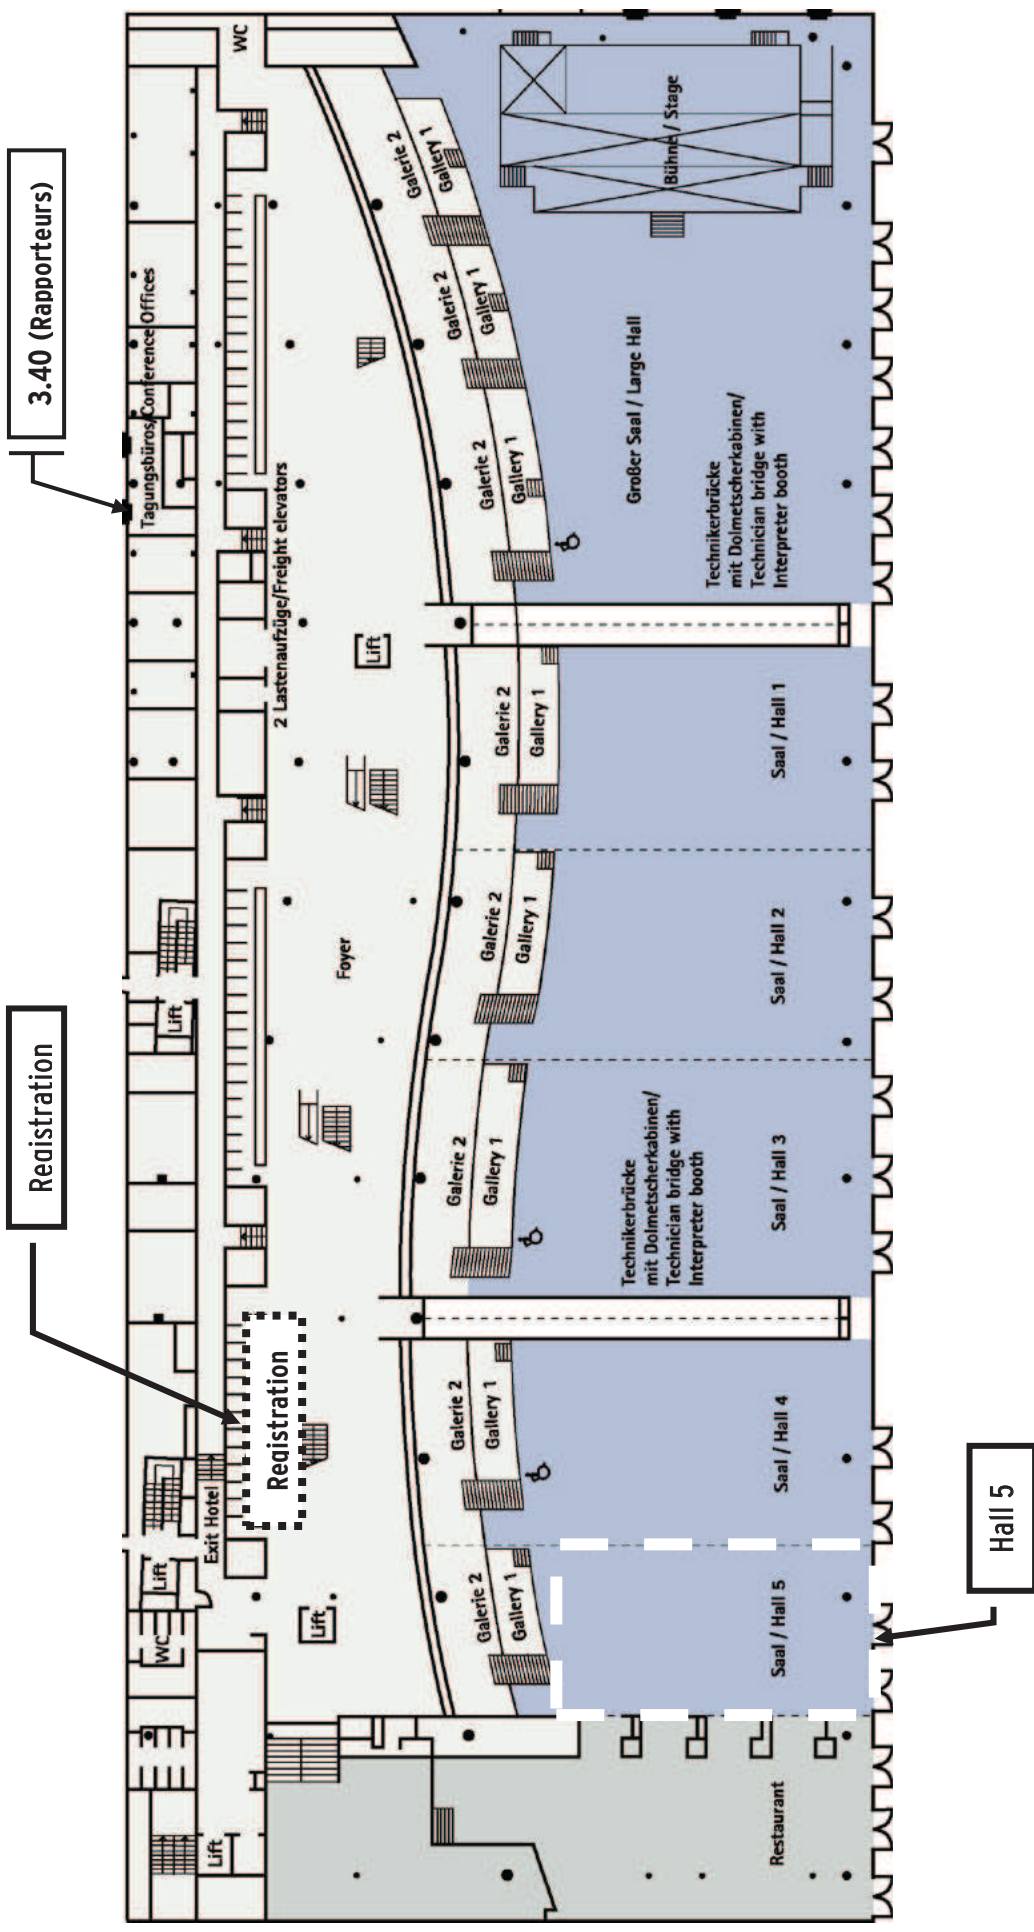 Registration
3.40 (Rapporteurs)
Tagungsbüros/Conference Offices
WC
Lift
Lift
Lift
Exit Hotel
WC
Registration
2 Lastenaufzüge/Freight elevators
Lift
Foyer
Lift
Galerie 2
Gallery 1
Galerie 2
Gallery 1
Galerie 2
Gallery 1
Galerie 2
Gallery 1
Galerie 2
Gallery 1
Galerie 2
Gallery 1
Galerie 2
Gallery 1
Galerie 2
Gallery 1
Technikerbrücke
mit Dolmetscherkabinen/
Technician bridge with
Interpreter booth
Großer Saal / Large Hall
Bühne / Stage
Technikerbrücke
mit Dolmetscherkabinen/
Technician bridge with
Interpreter booth
Restaurant
Saal / Hall 5
Saal / Hall 4
Saal / Hall 3
Saal / Hall 2
Saal / Hall 1
Hall 5